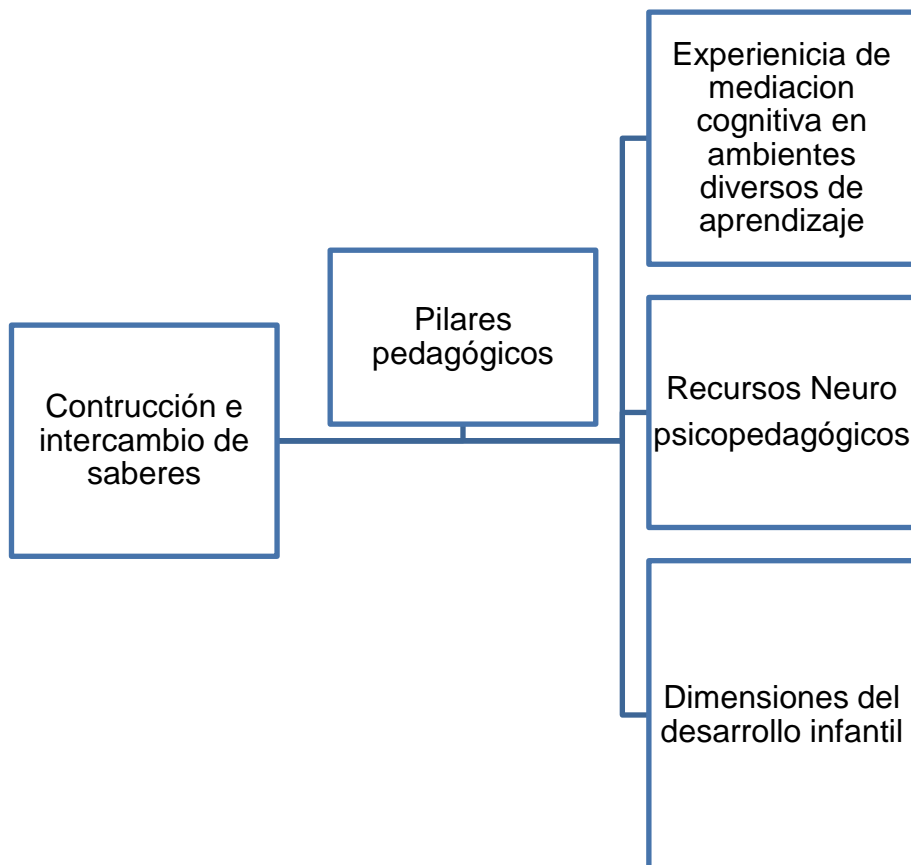 Contrucción e
intercambio de
saberes
Pilares
pedagógicos
Experienicia de
mediacion
cognitiva en
ambientes
diversos de
aprendizaje
Recursos Neuro
psicopedagógicos
Dimensiones del
desarrollo infantil